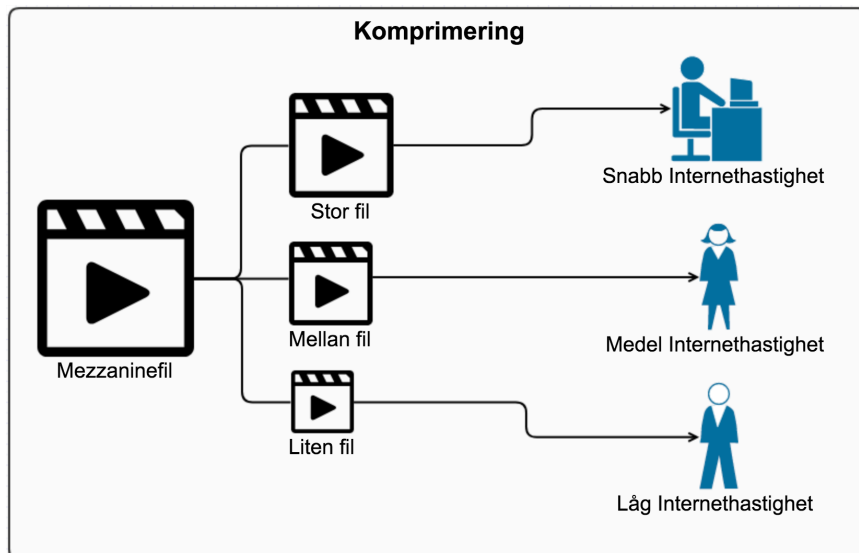 Komprimering
Snabb Internethastighet
Stor fil
Mellan fil
Medel Internethastighet
Mezzaninefil
Liten fil
Låg Internethastighet